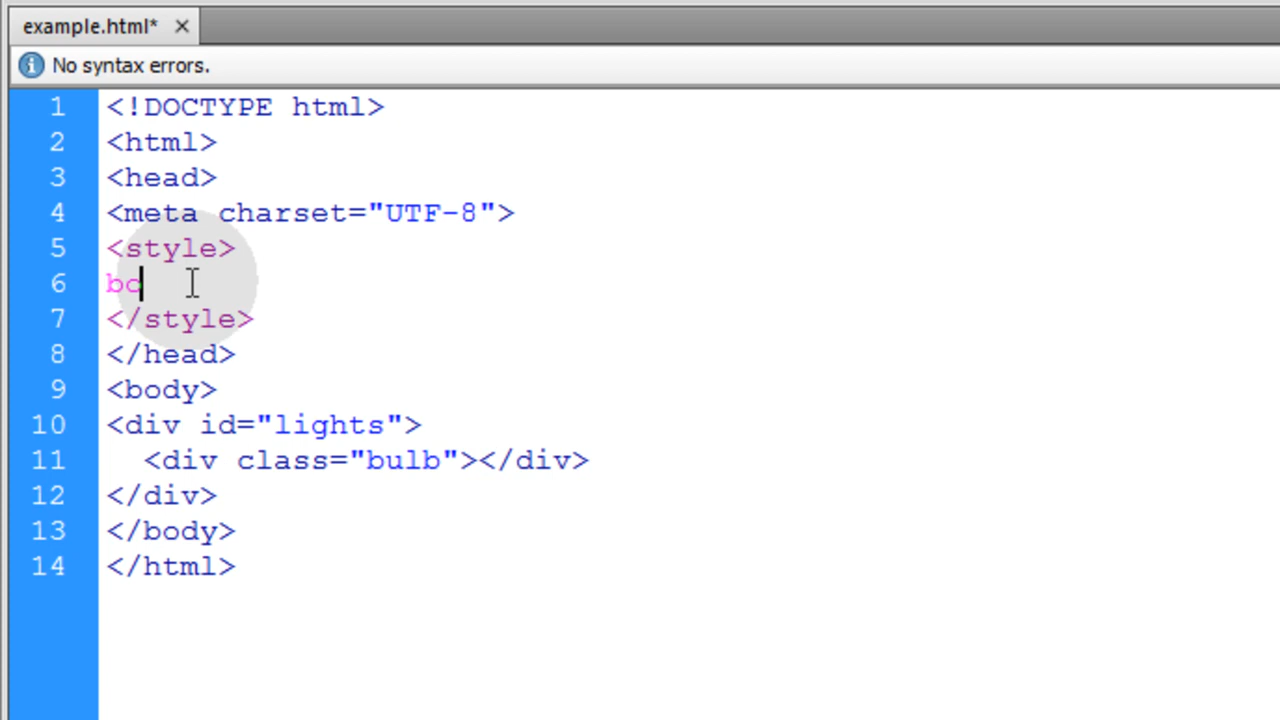 example.html* ×
No syntax errors.
1 <!DOCTYPE html>
2 <html>
3 <head>
4 <meta charset="UTF-8">
5 <style>
6 bo
7 </style>
8 </head>
9 <body>
10 <div id="lights">
11 <div class="bulb"></div>
12 </div>
13 </body>
14 </html>